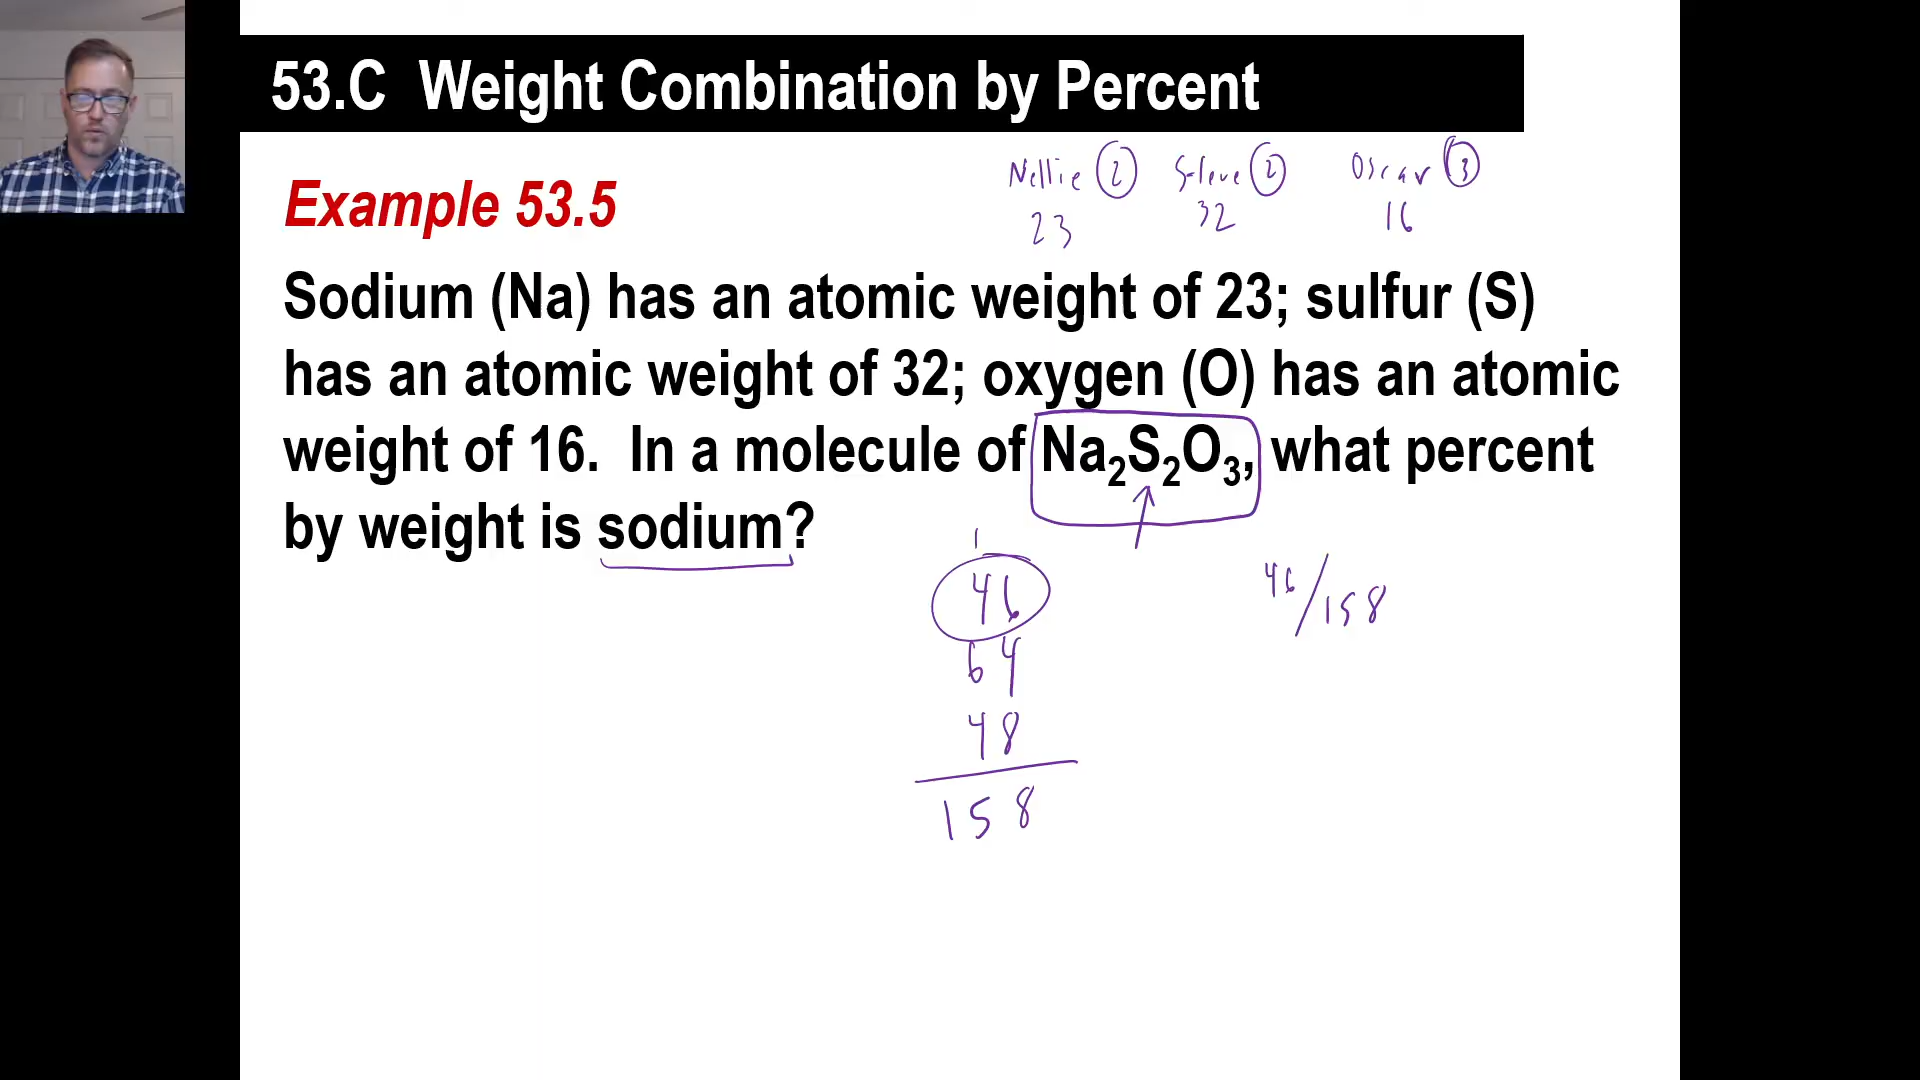 53.C Weight Combination by Percent
Nellie 2 Steve 2 Oscar 3
23 32 16
Example 53.5
Sodium (Na) has an atomic weight of 23; sulfur (S)
has an atomic weight of 32; oxygen (O) has an atomic
weight of 16. In a molecule of Na₂S₂O₃, what percent
by weight is sodium?
1
46
64
48
158
46/158